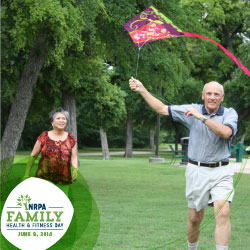 NRPA
FAMILY
HEALTH & FITNESS DAY
JUNE 9, 2018